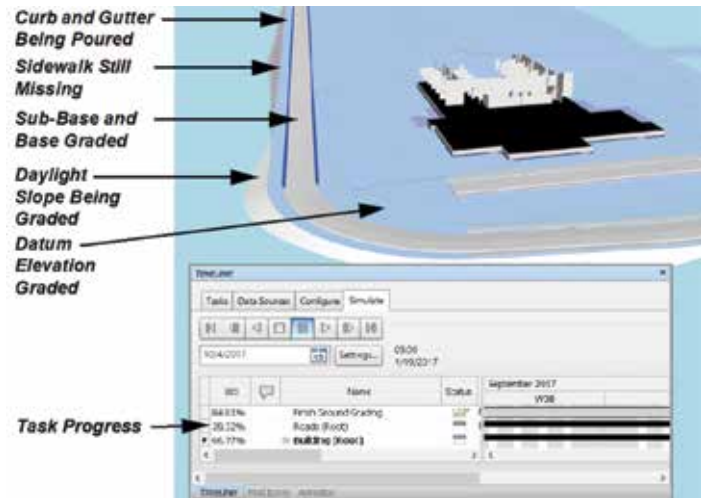 Curb and Gutter
Being Poured
Sidewalk Still
Missing
Sub-Base and
Base Graded
Daylight
Slope Being
Graded
Datum
Elevation
Graded
Task Progress
TimeLiner
Tasks Data Sources Configure Simulate
Settings...
Name Status September 2017
W38
Finish Ground Grading
Roads (Root)
Building (Root)
TimeLiner